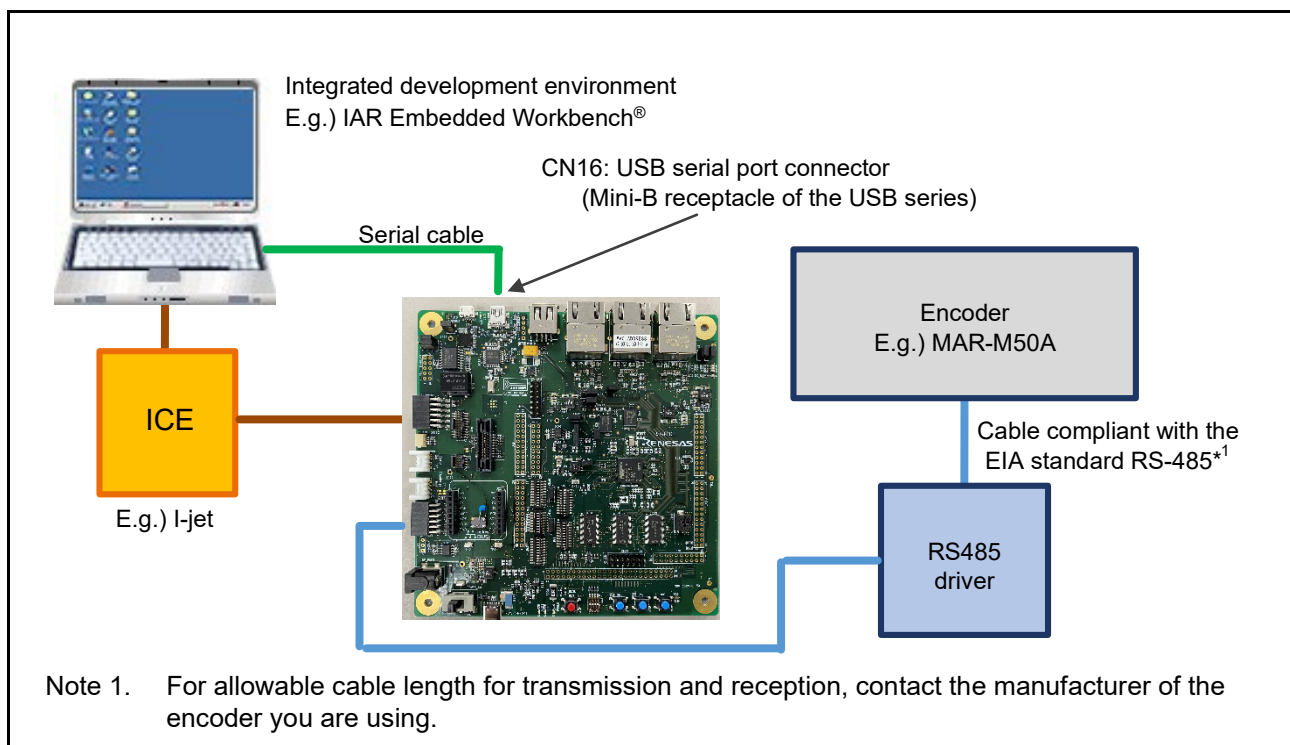 Integrated development environment
E.g.) IAR Embedded Workbench®
CN16: USB serial port connector
(Mini-B receptacle of the USB series)
Serial cable
Encoder
E.g.) MAR-M50A
ICE
RENESAS
Cable compliant with the
EIA standard RS-485*1
E.g.) I-jet
RS485
driver
Note 1. For allowable cable length for transmission and reception, contact the manufacturer of the
encoder you are using.